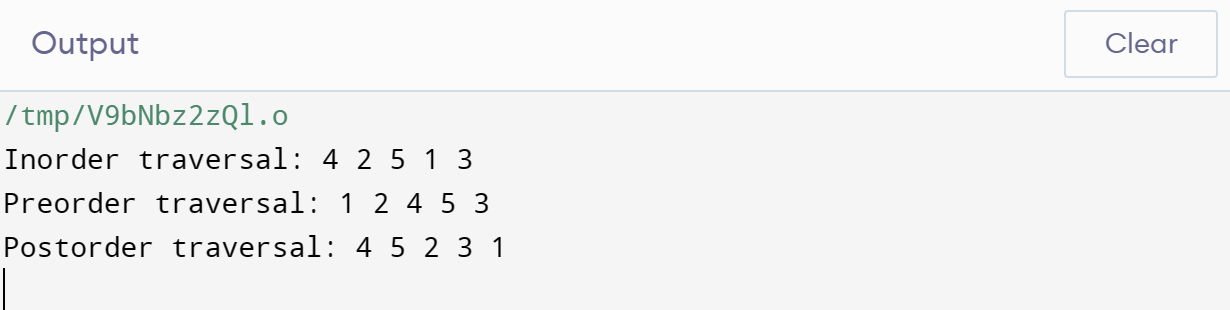 Output
Clear
/tmp/V9bNbz2zQl.o
Inorder traversal: 4 2 5 1 3
Preorder traversal: 1 2 4 5 3
Postorder traversal: 4 5 2 3 1